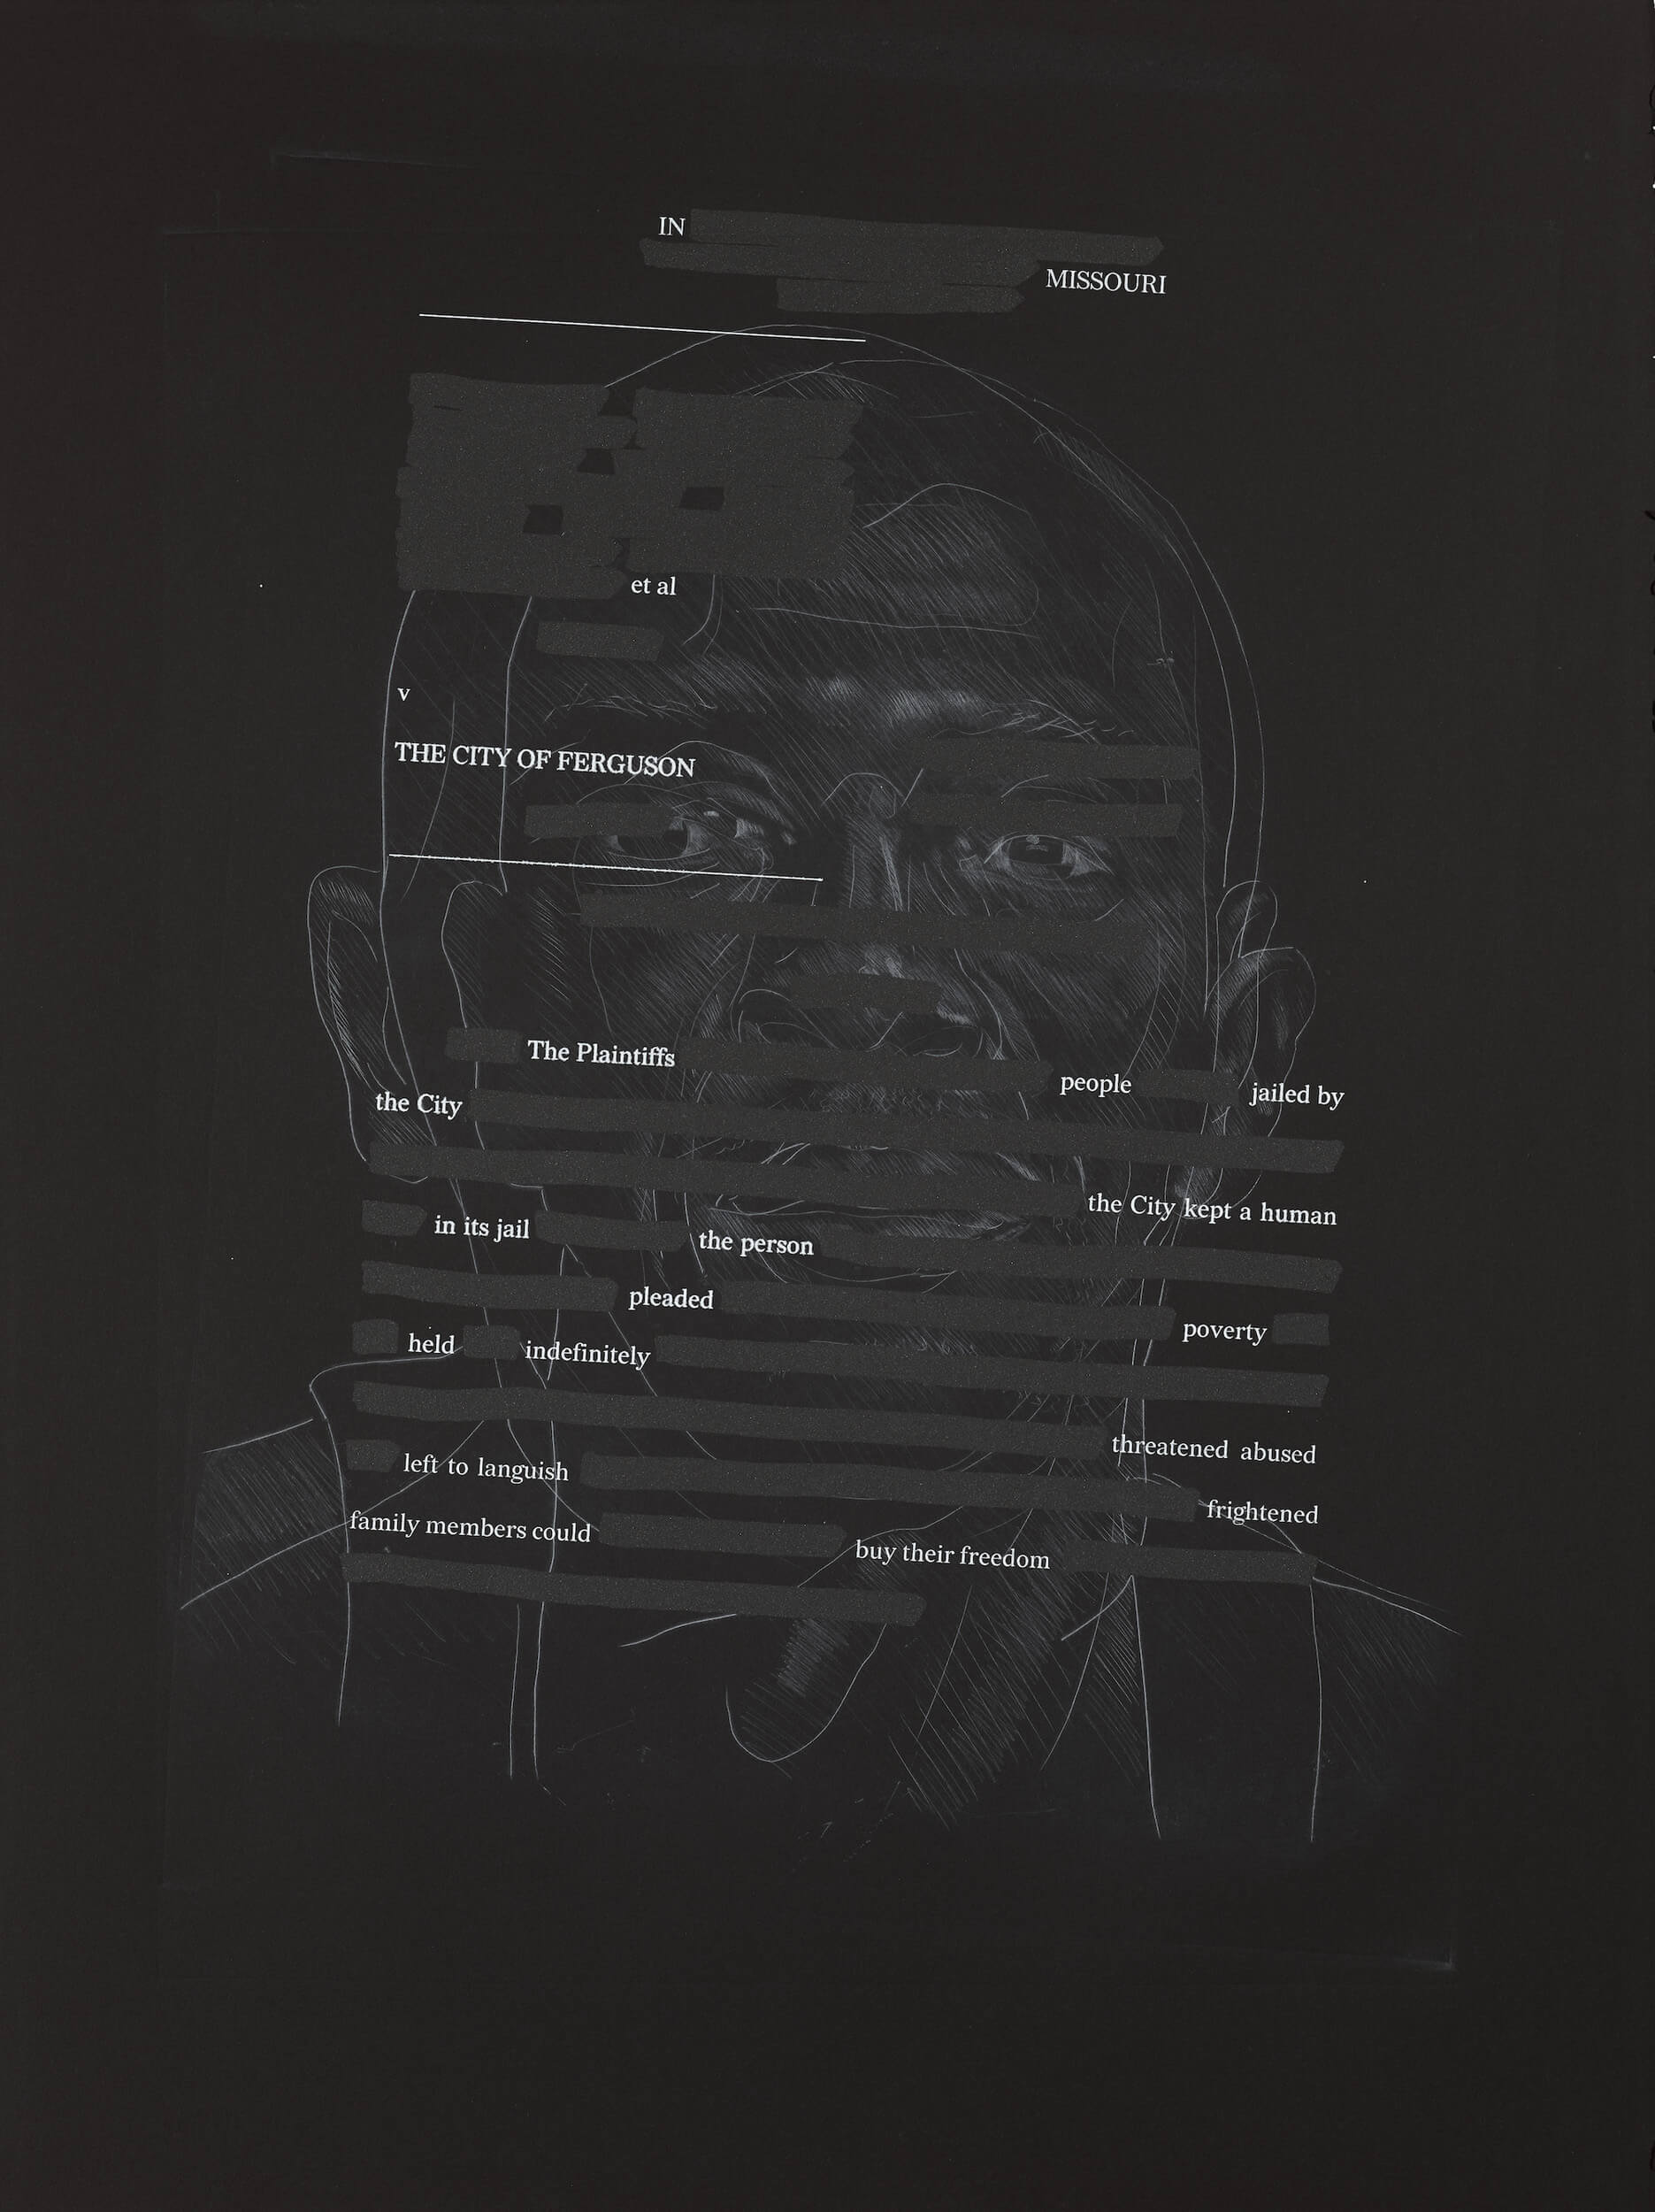 IN
MISSOURI
et al
v
THE CITY OF FERGUSON
The Plaintiffs people jailed by
the City
the City kept a human
in its jail the person
pleaded poverty
held indefinitely
threatened abused
left to languish frightened
family members could buy their freedom